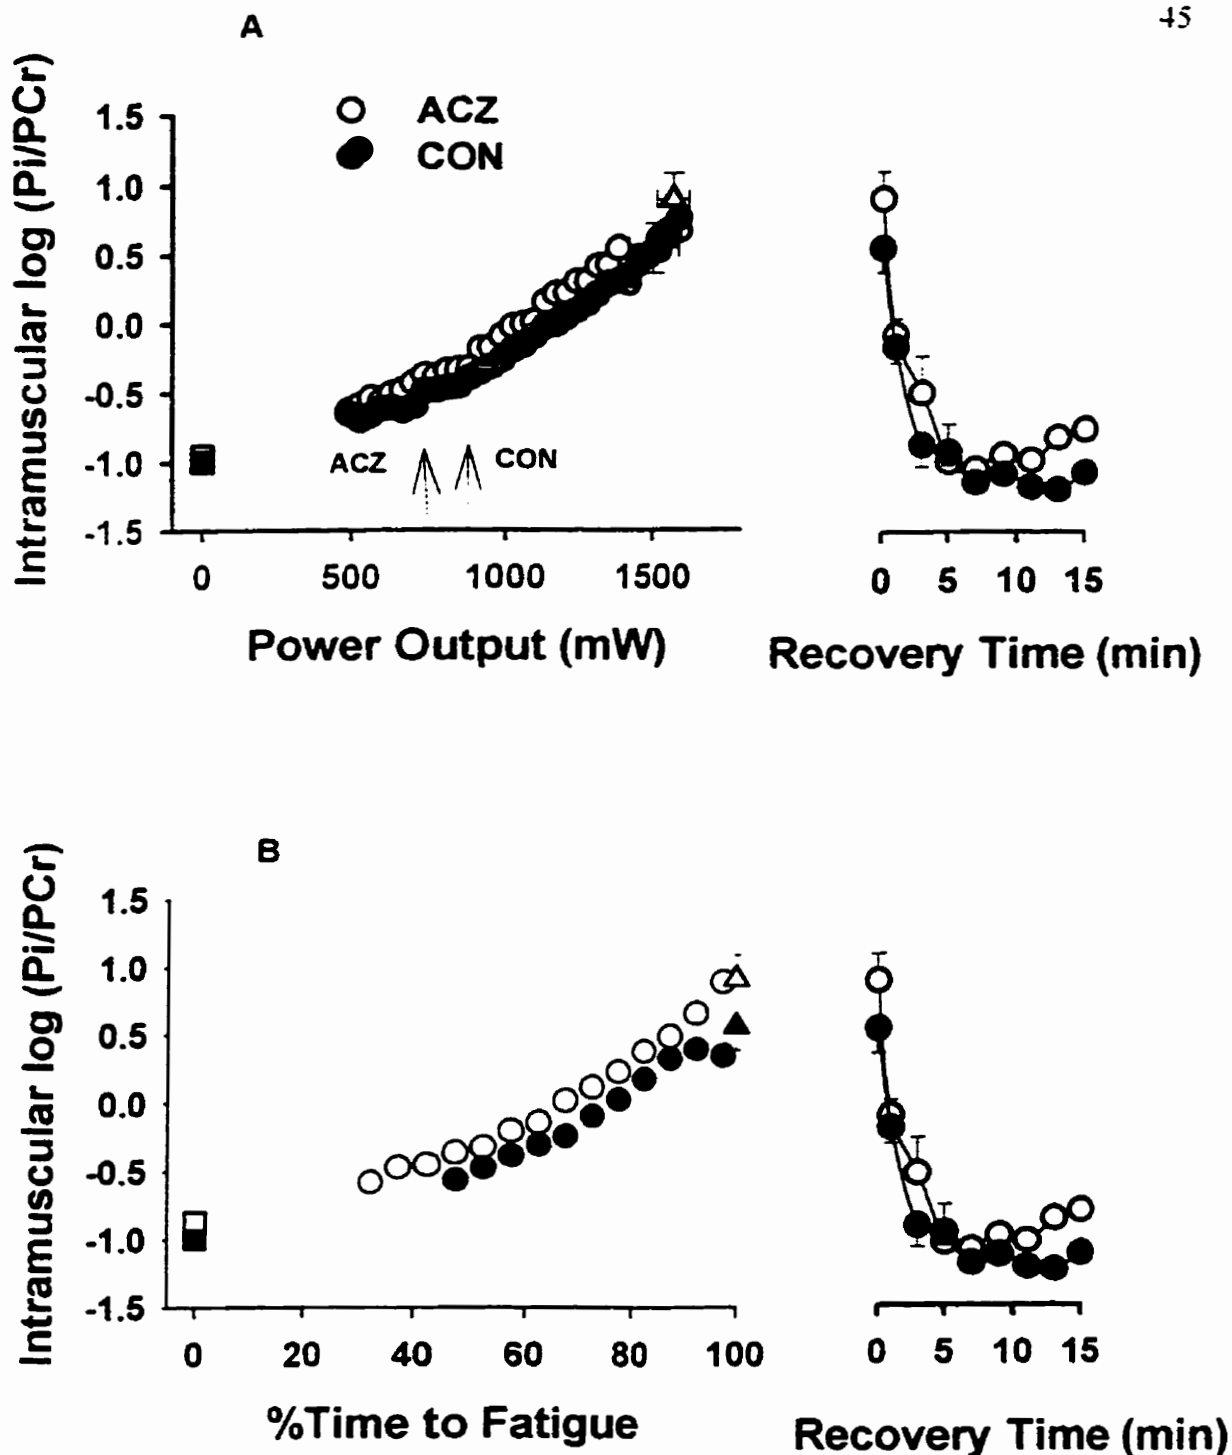 45
A
Intramuscular log (Pi/PCr)
1.5
1.0
0.5
0.0
-0.5
-1.0
-1.5
ACZ
CON
ACZ
CON
0 500 1000 1500
Power Output (mW)
0 5 10 15
Recovery Time (min)
B
Intramuscular log (Pi/PCr)
1.5
1.0
0.5
0.0
-0.5
-1.0
-1.5
0 20 40 60 80 100
%Time to Fatigue
0 5 10 15
Recovery Time (min)